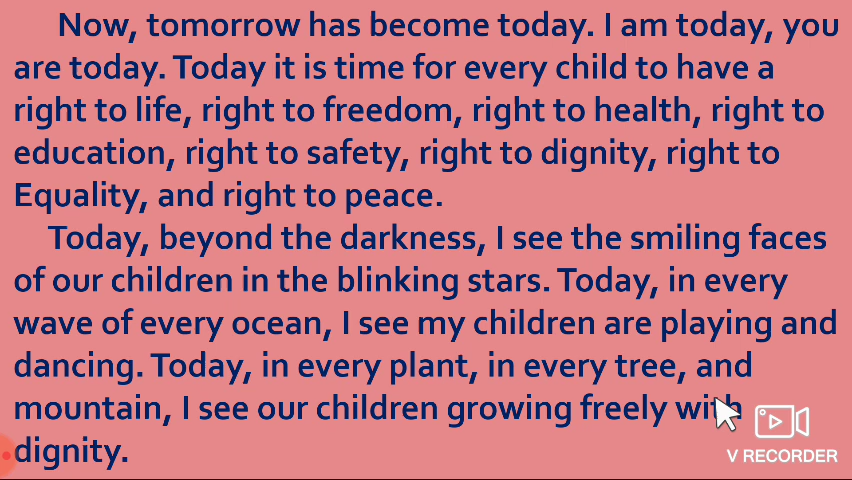 Now, tomorrow has become today. I am today, you
are today. Today it is time for every child to have a
right to life, right to freedom, right to health, right to
education, right to safety, right to dignity, right to
Equality, and right to peace.
Today, beyond the darkness, I see the smiling faces
of our children in the blinking stars. Today, in every
wave of every ocean, I see my children are playing and
dancing. Today, in every plant, in every tree, and
mountain, I see our children growing freely with
dignity.
V RECORDER